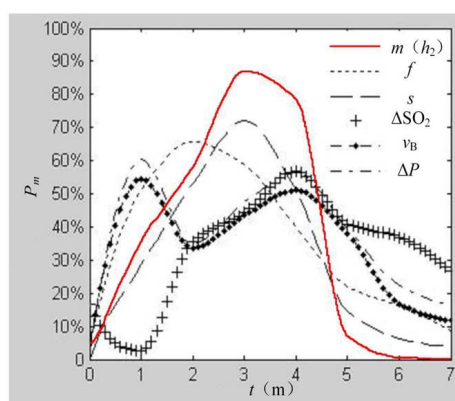 100%
90%
80%
70%
60%
50%
40%
30%
20%
10%
0
P_m
m (h₂)
f
s
ΔSO₂
v_B
ΔP
0 1 2 3 4 5 6 7
t (m)